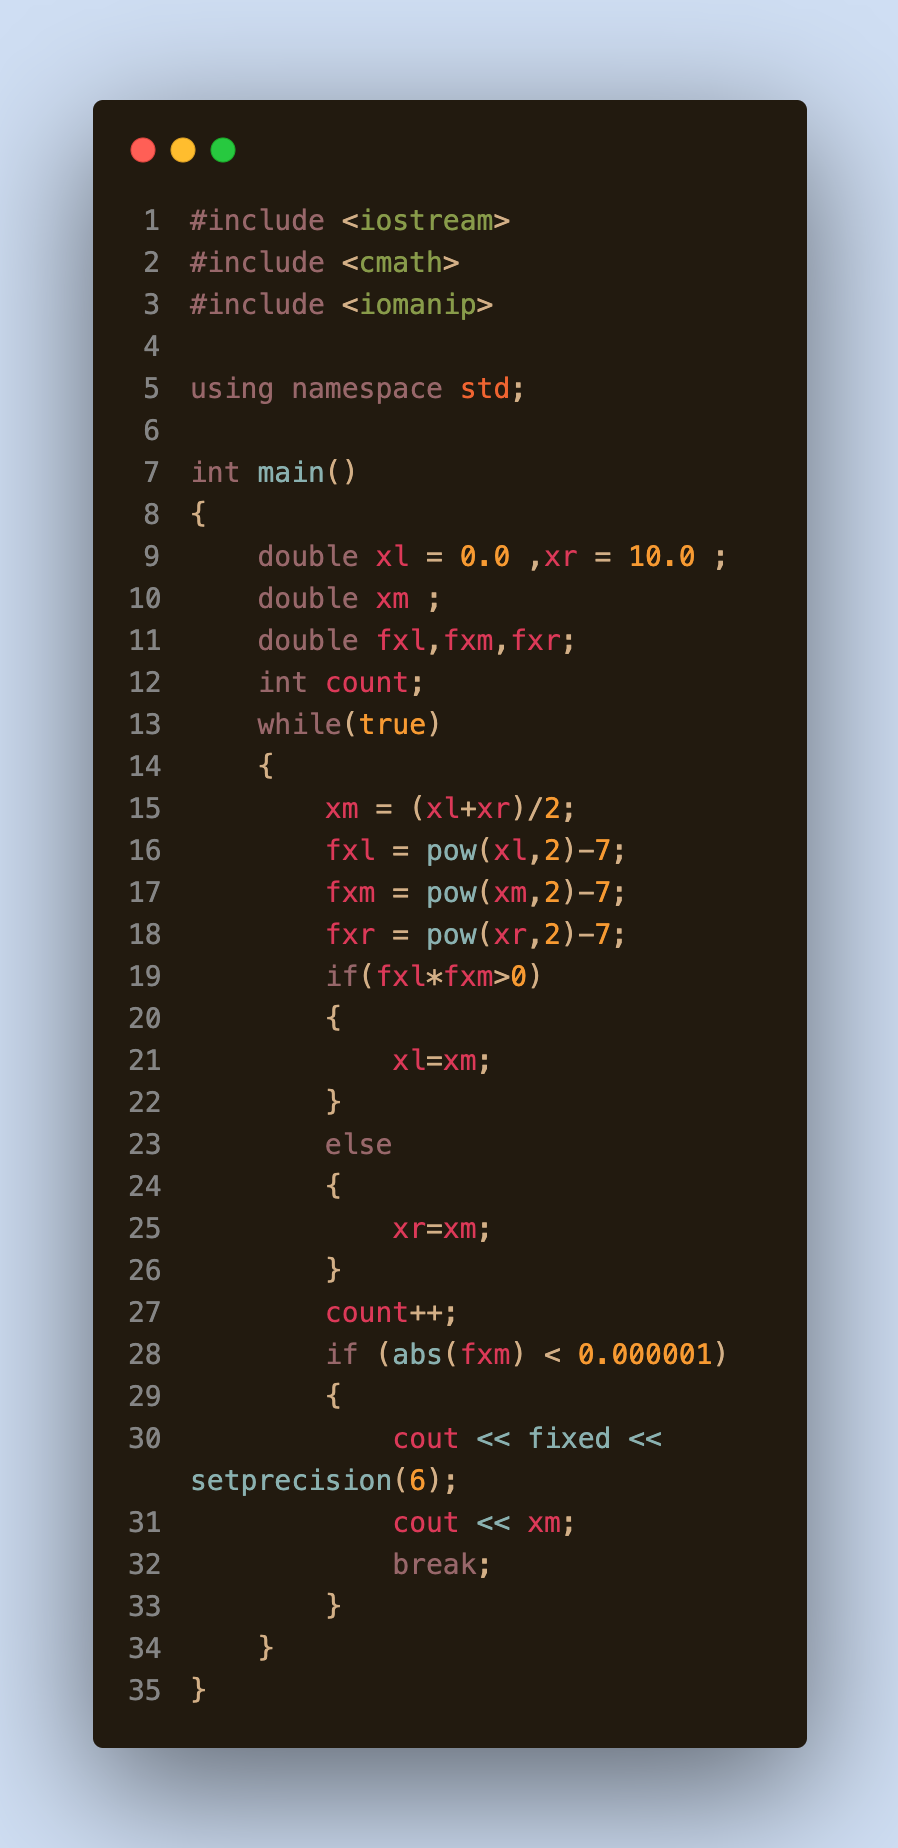 1 #include <iostream>
2 #include <cmath>
3 #include <iomanip>
4
5 using namespace std;
6
7 int main()
8 {
9     double xl = 0.0 ,xr = 10.0 ;
10     double xm ;
11     double fxl,fxm,fxr;
12     int count;
13     while(true)
14     {
15         xm = (xl+xr)/2;
16         fxl = pow(xl,2)-7;
17         fxm = pow(xm,2)-7;
18         fxr = pow(xr,2)-7;
19         if(fxl*fxm>0)
20         {
21             xl=xm;
22         }
23         else
24         {
25             xr=xm;
26         }
27         count++;
28         if (abs(fxm) < 0.000001)
29         {
30             cout << fixed <<
setprecision(6);
31             cout << xm;
32             break;
33         }
34     }
35 }